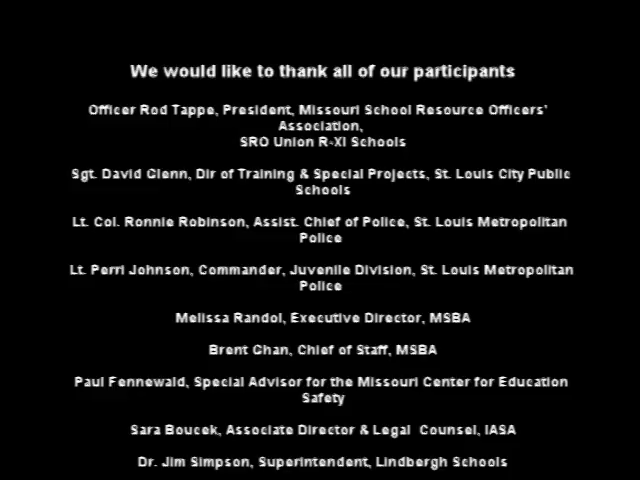 We would like to thank all of our participants
Officer Rod Tappe, President, Missouri School Resource Officers'
Association,
SRO Union R-XI Schools
Sgt. David Glenn, Dir of Training & Special Projects, St. Louis City Public
Schools
Lt. Col. Ronnie Robinson, Assist. Chief of Police, St. Louis Metropolitan
Police
Lt. Perri Johnson, Commander, Juvenile Division, St. Louis Metropolitan
Police
Melissa Randol, Executive Director, MSBA
Brent Ghan, Chief of Staff, MSBA
Paul Fennewald, Special Advisor for the Missouri Center for Education
Safety
Sara Boucek, Associate Director & Legal  Counsel, IASA
Dr. Jim Simpson, Superintendent, Lindbergh Schools